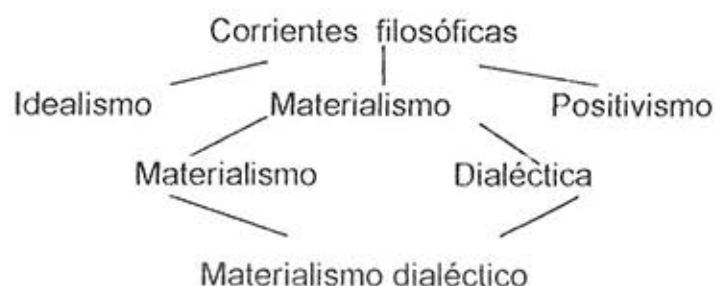 Corrientes filosóficas
Idealismo Materialismo Positivismo
Materialismo Dialéctica
Materialismo dialéctico